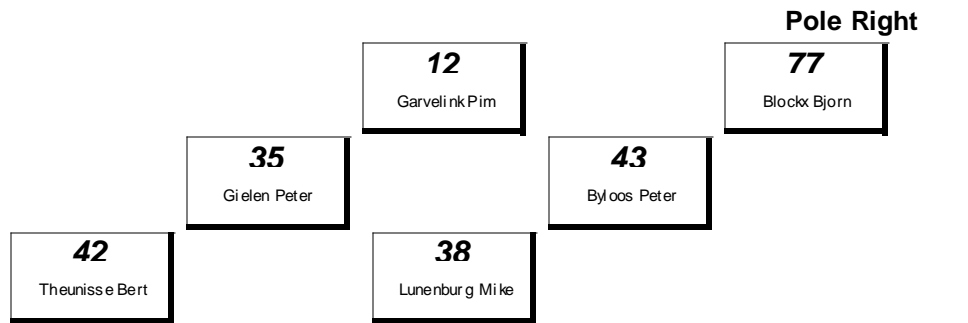 Pole Right
12
Garvelink Pim
77
Blockx Bjorn
35
Gielen Peter
43
Byloos Peter
42
Theunisse Bert
38
Lunenburg Mike